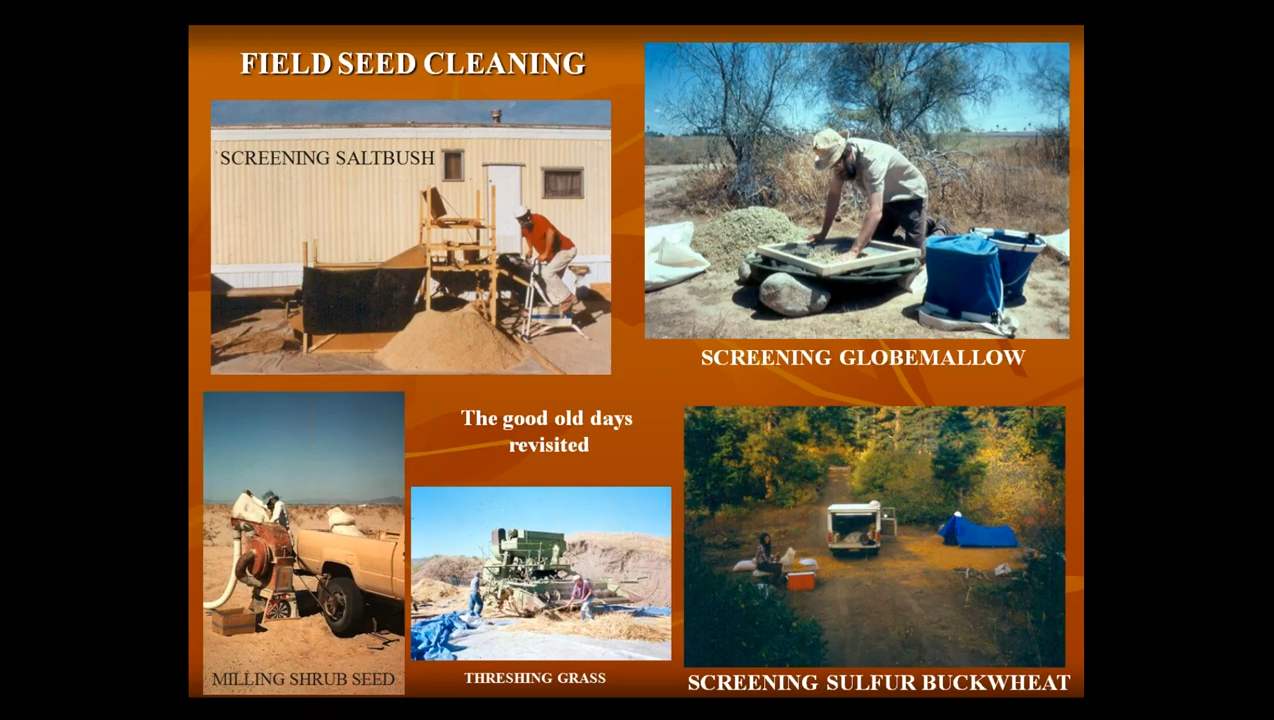 FIELD SEED CLEANING
SCREENING SALTBUSH
SCREENING GLOBEMALLOW
The good old days
revisited
MILLING SHRUB SEED
THRESHING GRASS
SCREENING SULFUR BUCKWHEAT